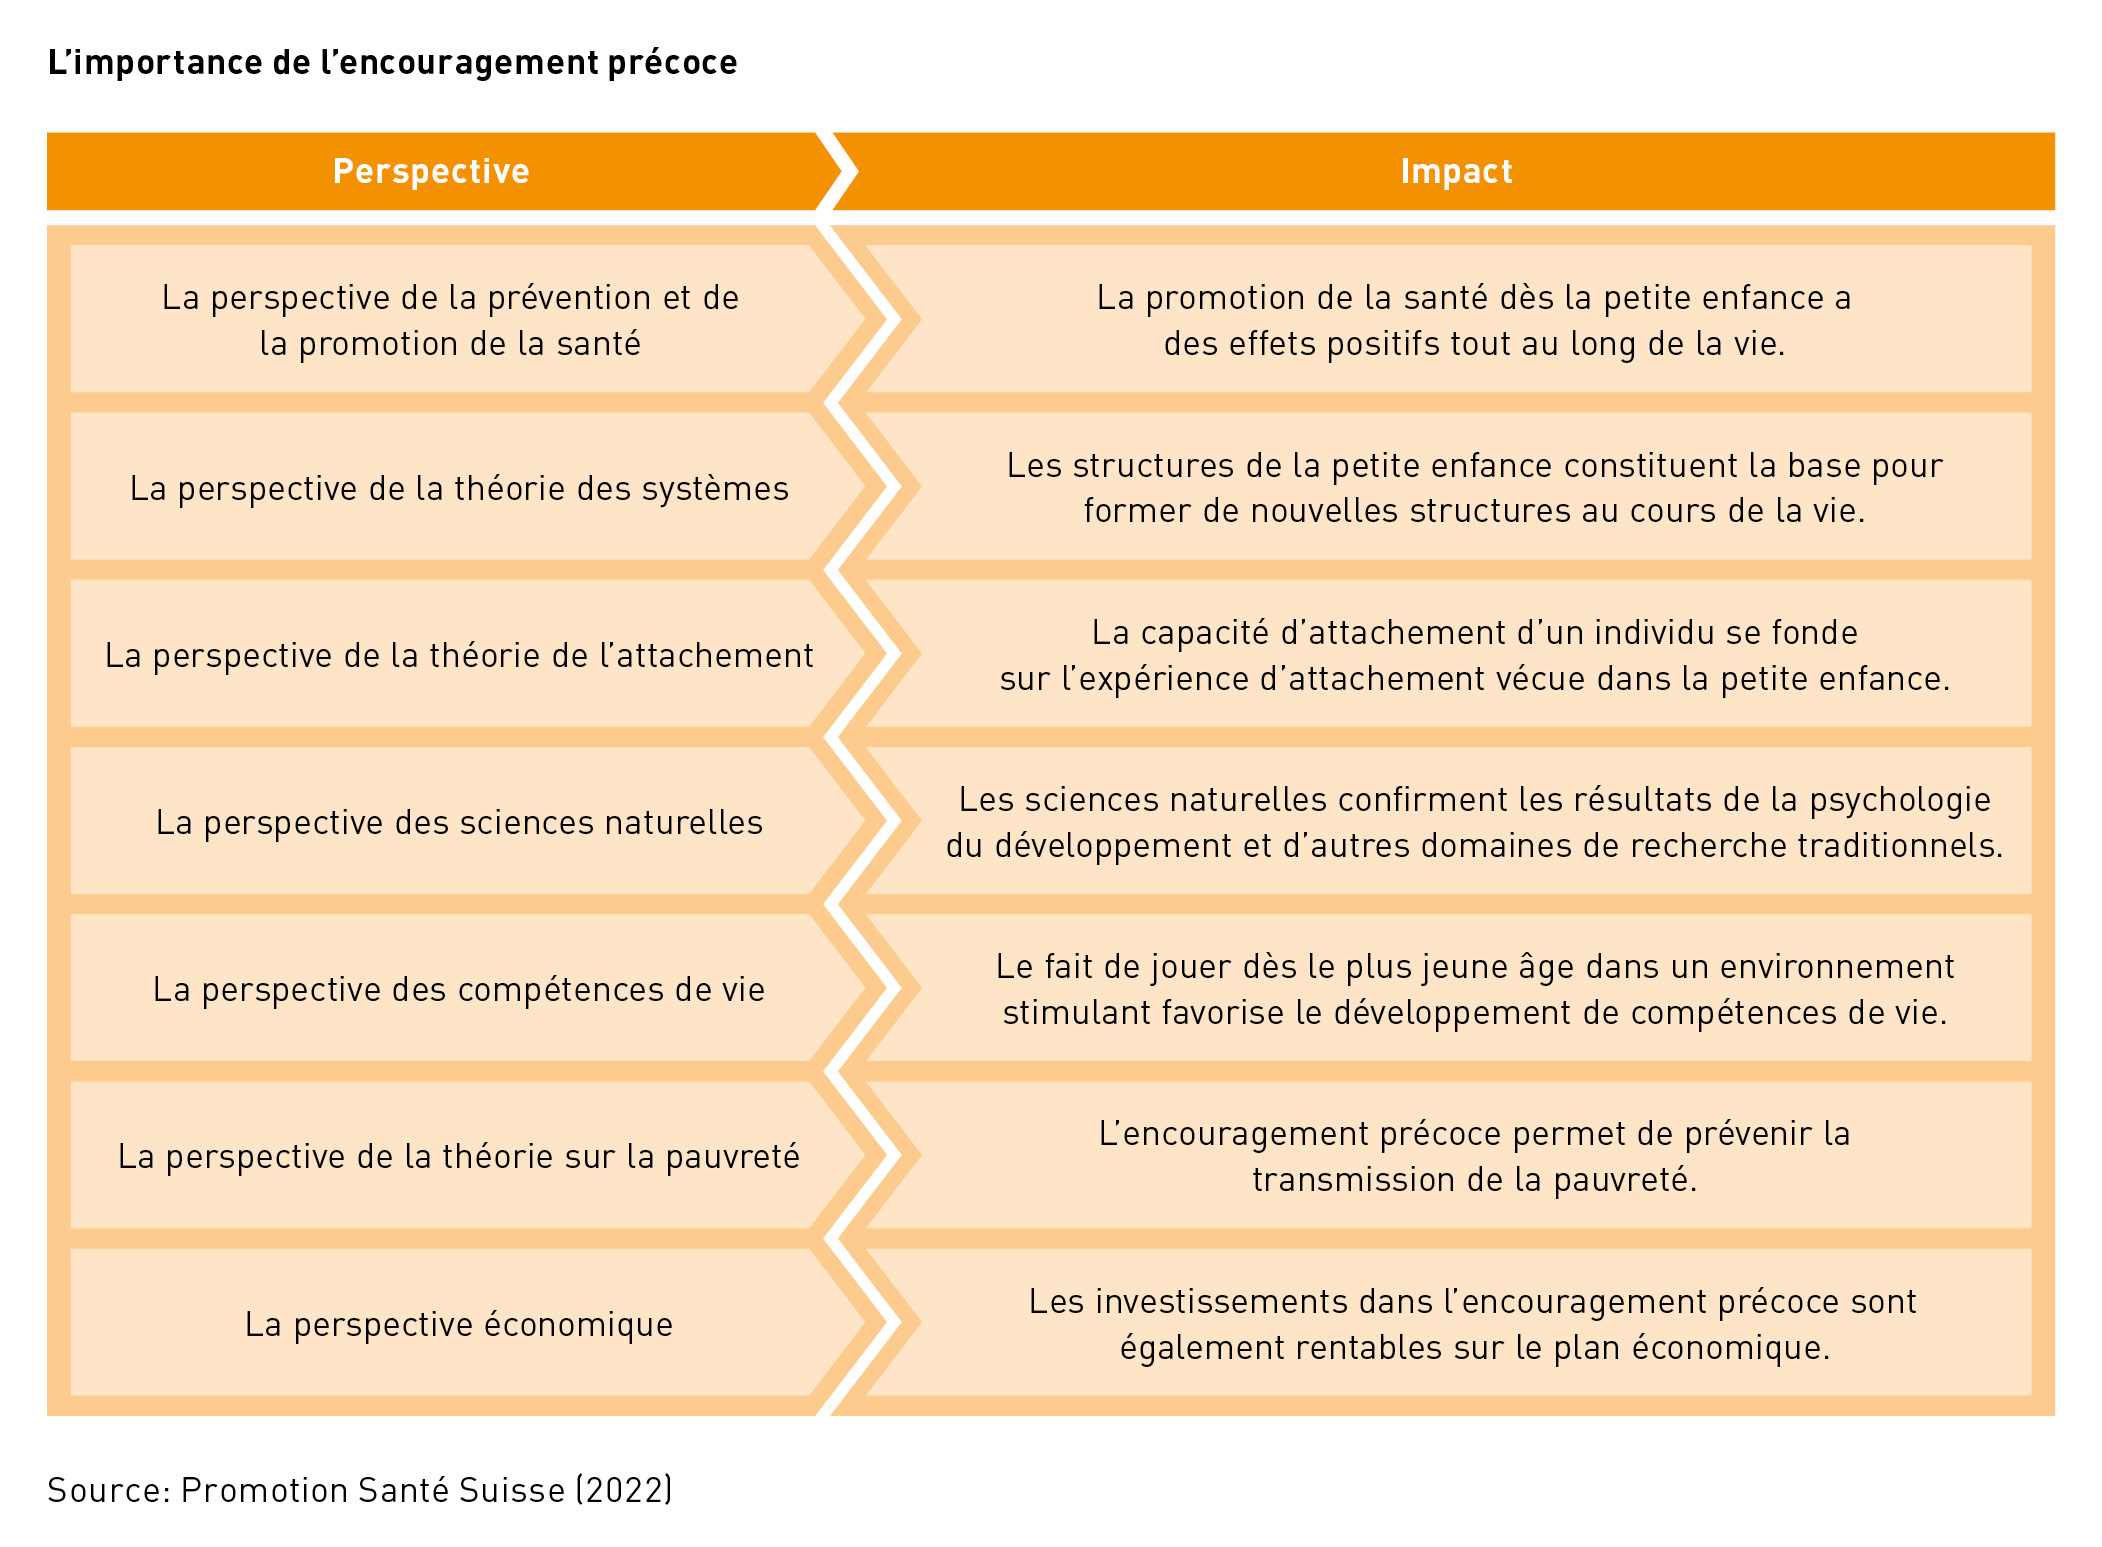 L’importance de l’encouragement précoce
Perspective
Impact
La perspective de la prévention et de
la promotion de la santé
La promotion de la santé dès la petite enfance a
des effets positifs tout au long de la vie.
La perspective de la théorie des systèmes
Les structures de la petite enfance constituent la base pour
former de nouvelles structures au cours de la vie.
La perspective de la théorie de l’attachement
La capacité d’attachement d’un individu se fonde
sur l’expérience d’attachement vécue dans la petite enfance.
La perspective des sciences naturelles
Les sciences naturelles confirment les résultats de la psychologie
du développement et d’autres domaines de recherche traditionnels.
La perspective des compétences de vie
Le fait de jouer dès le plus jeune âge dans un environnement
stimulant favorise le développement de compétences de vie.
La perspective de la théorie sur la pauvreté
L’encouragement précoce permet de prévenir la
transmission de la pauvreté.
La perspective économique
Les investissements dans l’encouragement précoce sont
également rentables sur le plan économique.
Source: Promotion Santé Suisse (2022)